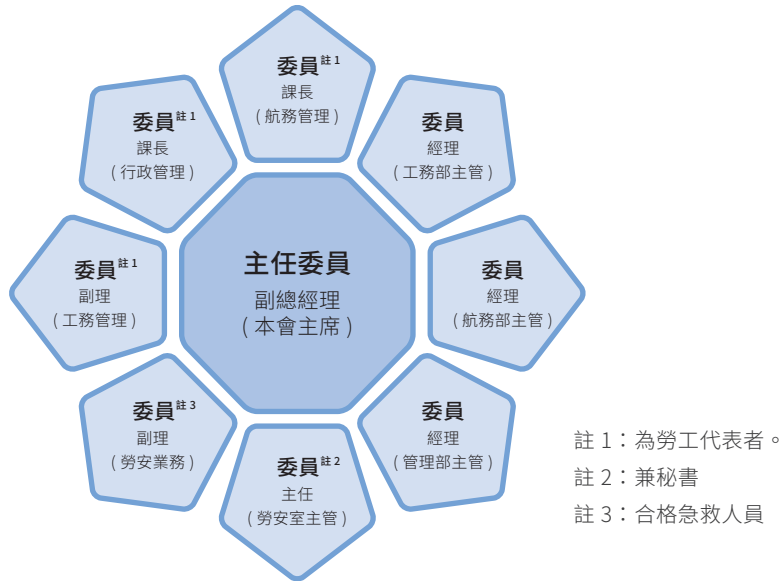 委員註1
課長
(航務管理)
委員
經理
(工務部主管)
委員
經理
(航務部主管)
委員
經理
(管理部主管)
委員註2
主任
(勞安室主管)
委員註3
副理
(勞安業務)
委員註1
副理
(工務管理)
委員註1
課長
(行政管理)
主任委員
副總經理
(本會主席)
註1：為勞工代表者。
註2：兼秘書
註3：合格急救人員